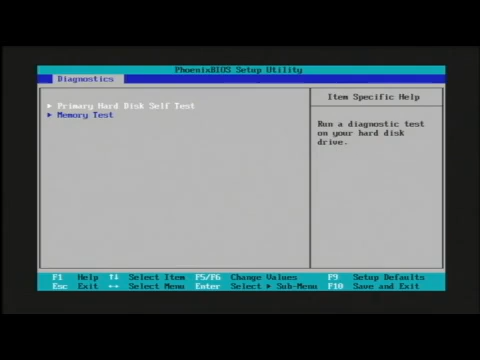 PhoenixBIOS Setup Utility
Diagnostics
Item Specific Help
▶ Primary Hard Disk Self Test
▶ Memory Test
Run a diagnostic test
on your hard disk
drive.
F1 Help ↑↓ Select Item F5/F6 Change Values F9 Setup Defaults
Esc Exit ↔ Select Menu Enter Select ▶ Sub-Menu F10 Save and Exit